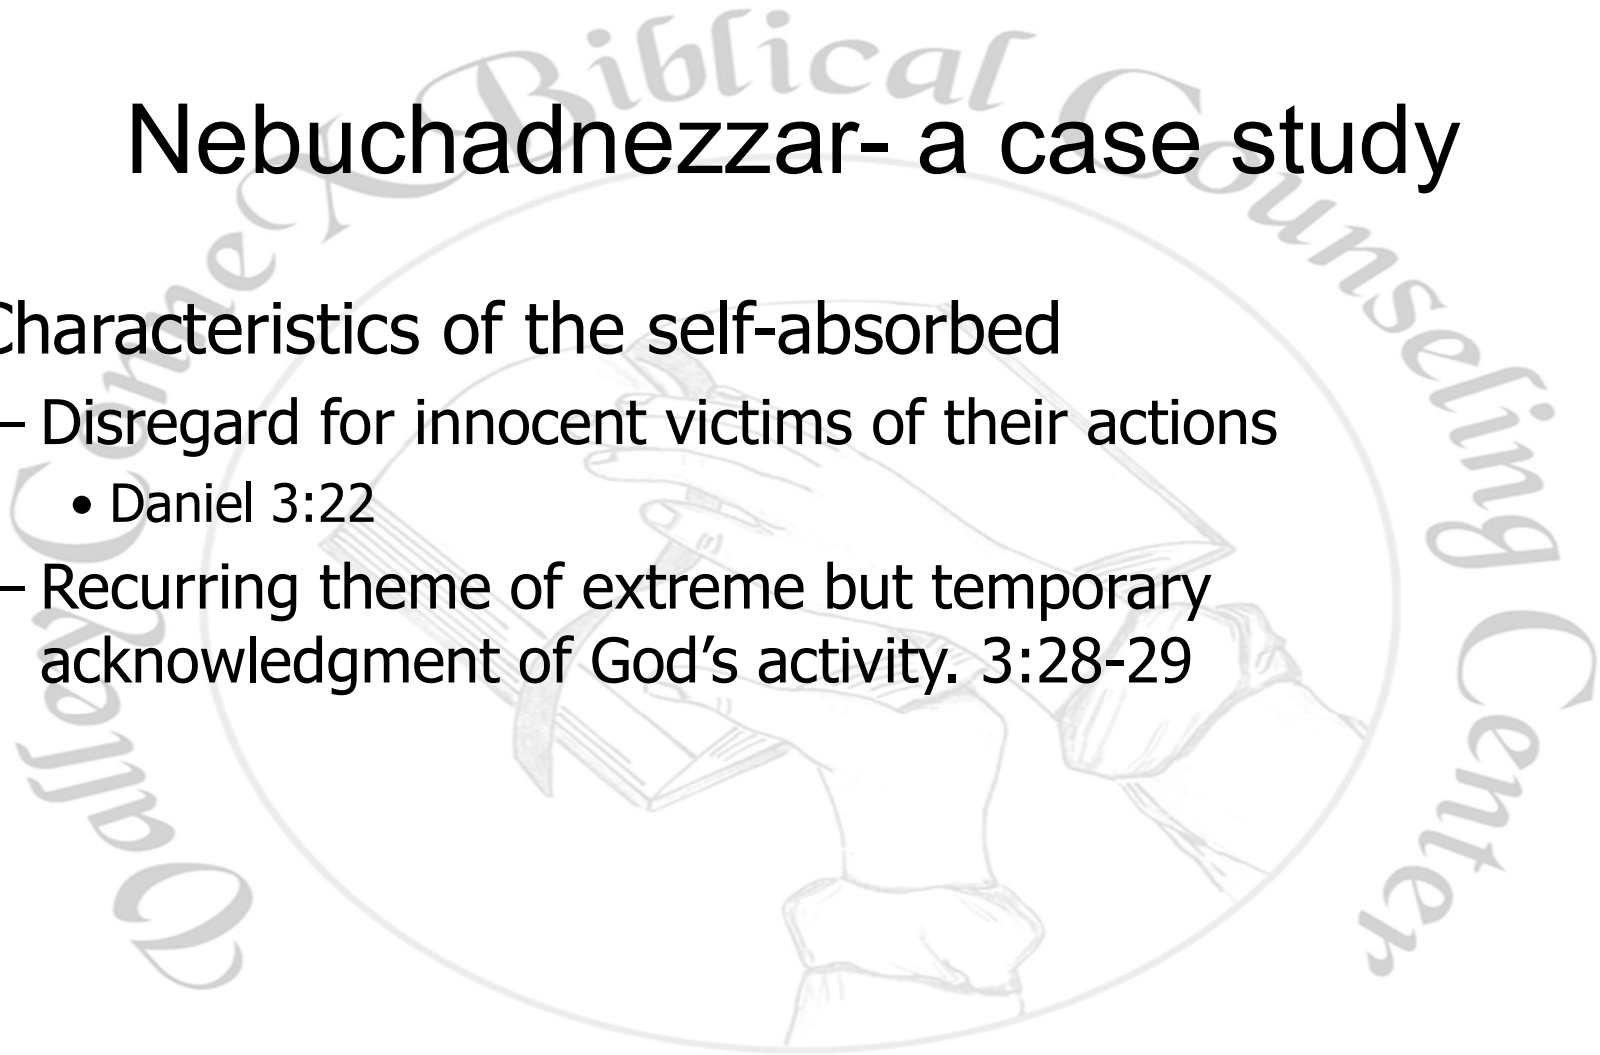 Nebuchadnezzar- a case study
Characteristics of the self-absorbed
– Disregard for innocent victims of their actions
• Daniel 3:22
– Recurring theme of extreme but temporary
acknowledgment of God’s activity. 3:28-29
Biblical Counseling Center